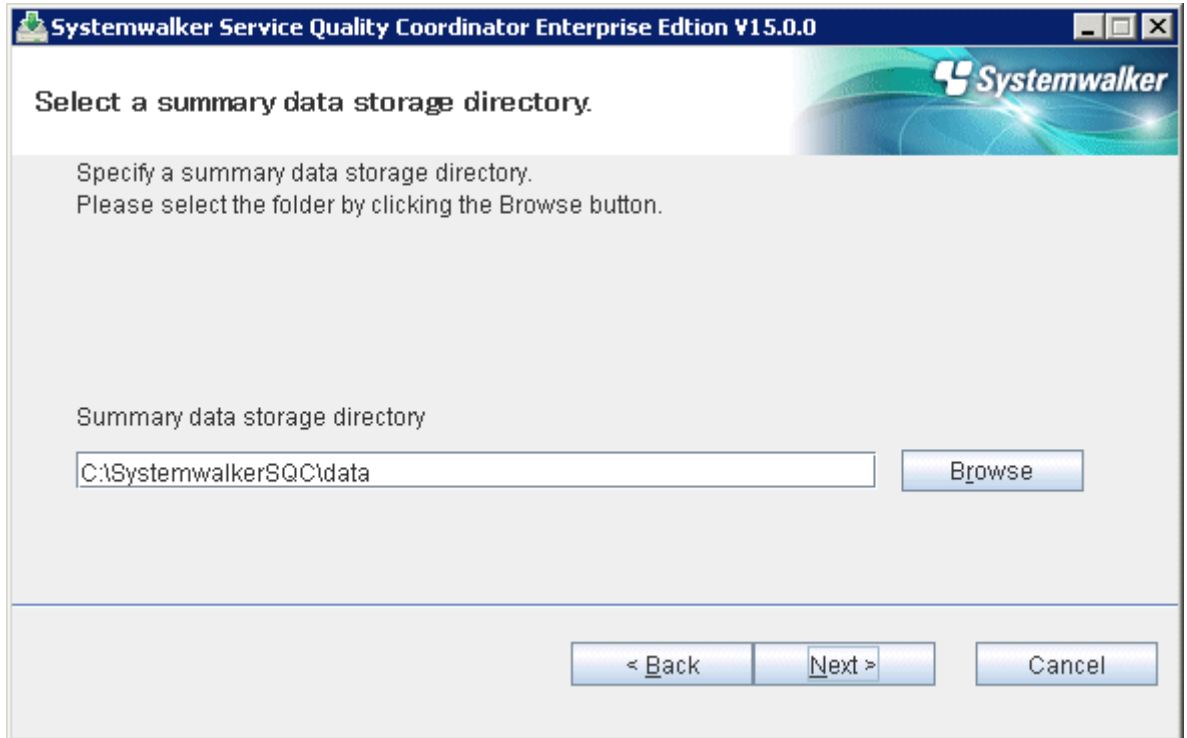 Systemwalker Service Quality Coordinator Enterprise Edtion V15.0.0
Systemwalker
Select a summary data storage directory.
Specify a summary data storage directory.
Please select the folder by clicking the Browse button.
Summary data storage directory
C:\SystemwalkerSQC\data
Browse
< Back
Next >
Cancel